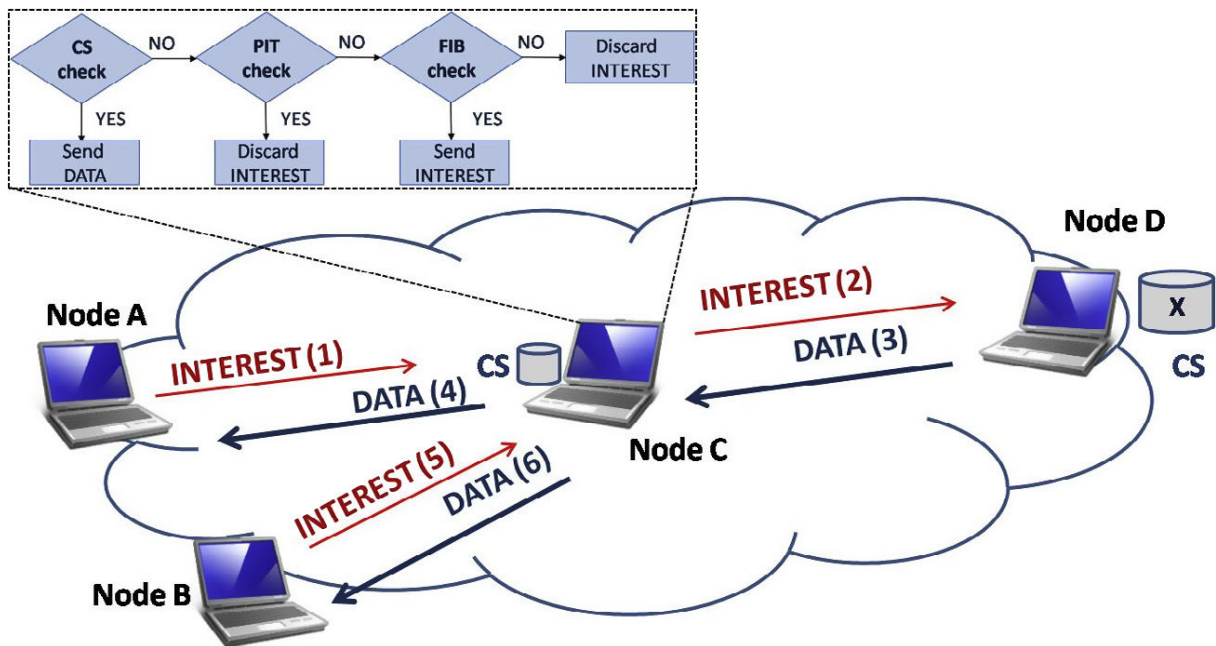 CS
check
NO
PIT
check
NO
FIB
check
NO
Discard
INTEREST
YES
YES
YES
Send
DATA
Discard
INTEREST
Send
INTEREST
Node D
INTEREST (2)
X
Node A
DATA (3)
CS
INTEREST (1)
CS
DATA (4)
Node C
INTEREST (5)
DATA (6)
Node B